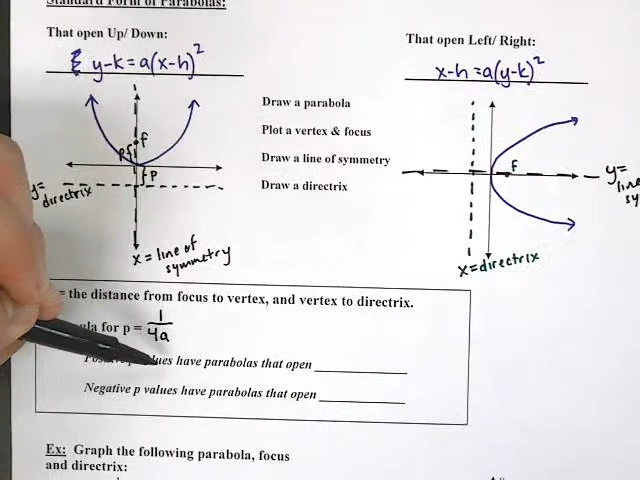 Standard Form of Parabolas:
That open Up/ Down:
y-k=a(x-h)²
That open Left/ Right:
x-h=a(y-k)²
Draw a parabola
Plot a vertex & focus
Draw a line of symmetry
Draw a directrix
f
p
p
y=
directrix
x = line of
symmetry
f
y=
line
sy
x=directrix
= the distance from focus to vertex, and vertex to directrix.
ula for p = 1/4a
values have parabolas that open
Negative p values have parabolas that open
Ex: Graph the following parabola, focus
and directrix: